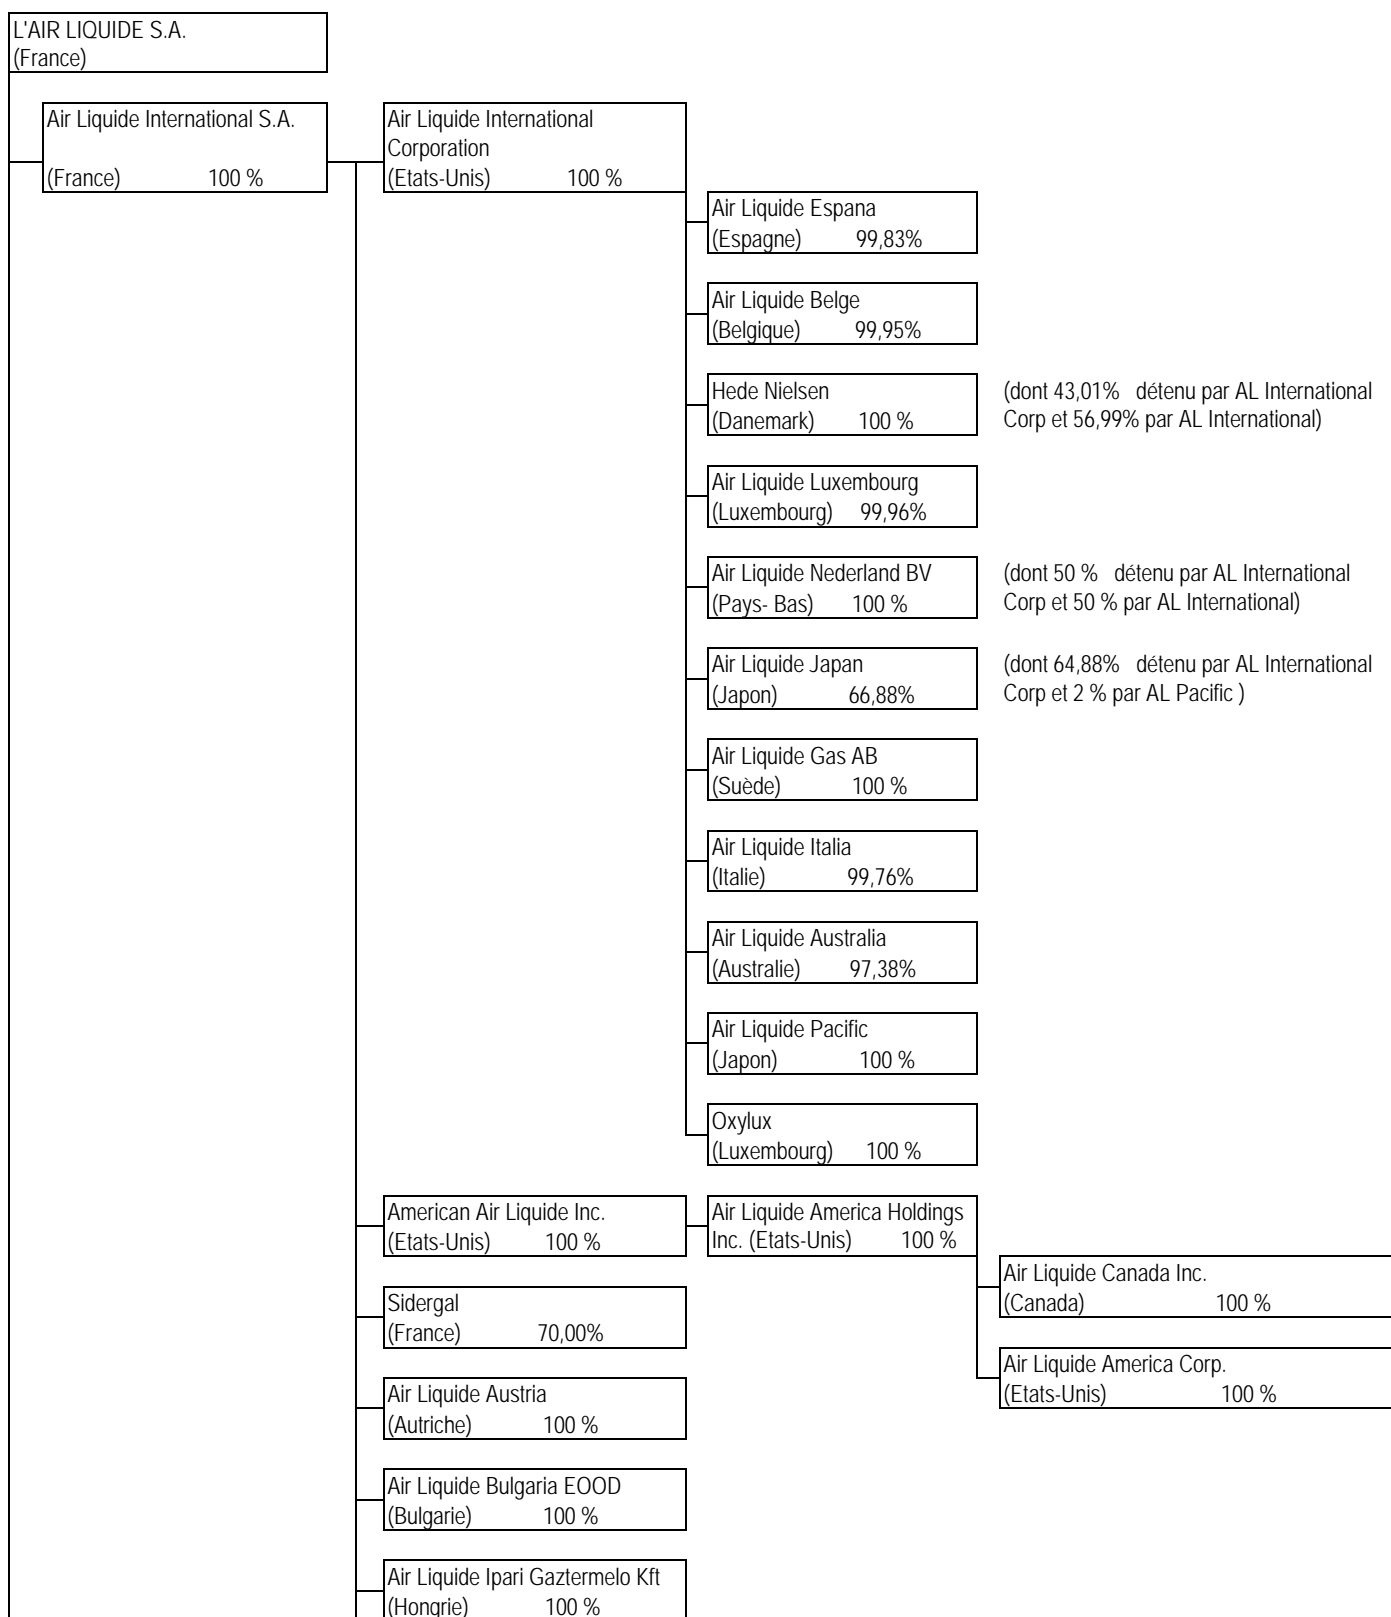 L'AIR LIQUIDE S.A.
(France)
Air Liquide International S.A.
(France) 100 %
Air Liquide International
Corporation
(Etats-Unis) 100 %
Air Liquide Espana
(Espagne) 99,83%
Air Liquide Belge
(Belgique) 99,95%
Hede Nielsen
(Danemark) 100 %
(dont 43,01% détenu par AL International
Corp et 56,99% par AL International)
Air Liquide Luxembourg
(Luxembourg) 99,96%
Air Liquide Nederland BV
(Pays- Bas) 100 %
(dont 50 % détenu par AL International
Corp et 50 % par AL International)
Air Liquide Japan
(Japon) 66,88%
(dont 64,88% détenu par AL International
Corp et 2 % par AL Pacific )
Air Liquide Gas AB
(Suède) 100 %
Air Liquide Italia
(Italie) 99,76%
Air Liquide Australia
(Australie) 97,38%
Air Liquide Pacific
(Japon) 100 %
Oxylux
(Luxembourg) 100 %
American Air Liquide Inc.
(Etats-Unis) 100 %
Air Liquide America Holdings
Inc. (Etats-Unis) 100 %
Air Liquide Canada Inc.
(Canada) 100 %
Air Liquide America Corp.
(Etats-Unis) 100 %
Sidergal
(France) 70,00%
Air Liquide Austria
(Autriche) 100 %
Air Liquide Bulgaria EOOD
(Bulgarie) 100 %
Air Liquide Ipari Gaztermelo Kft
(Hongrie) 100 %